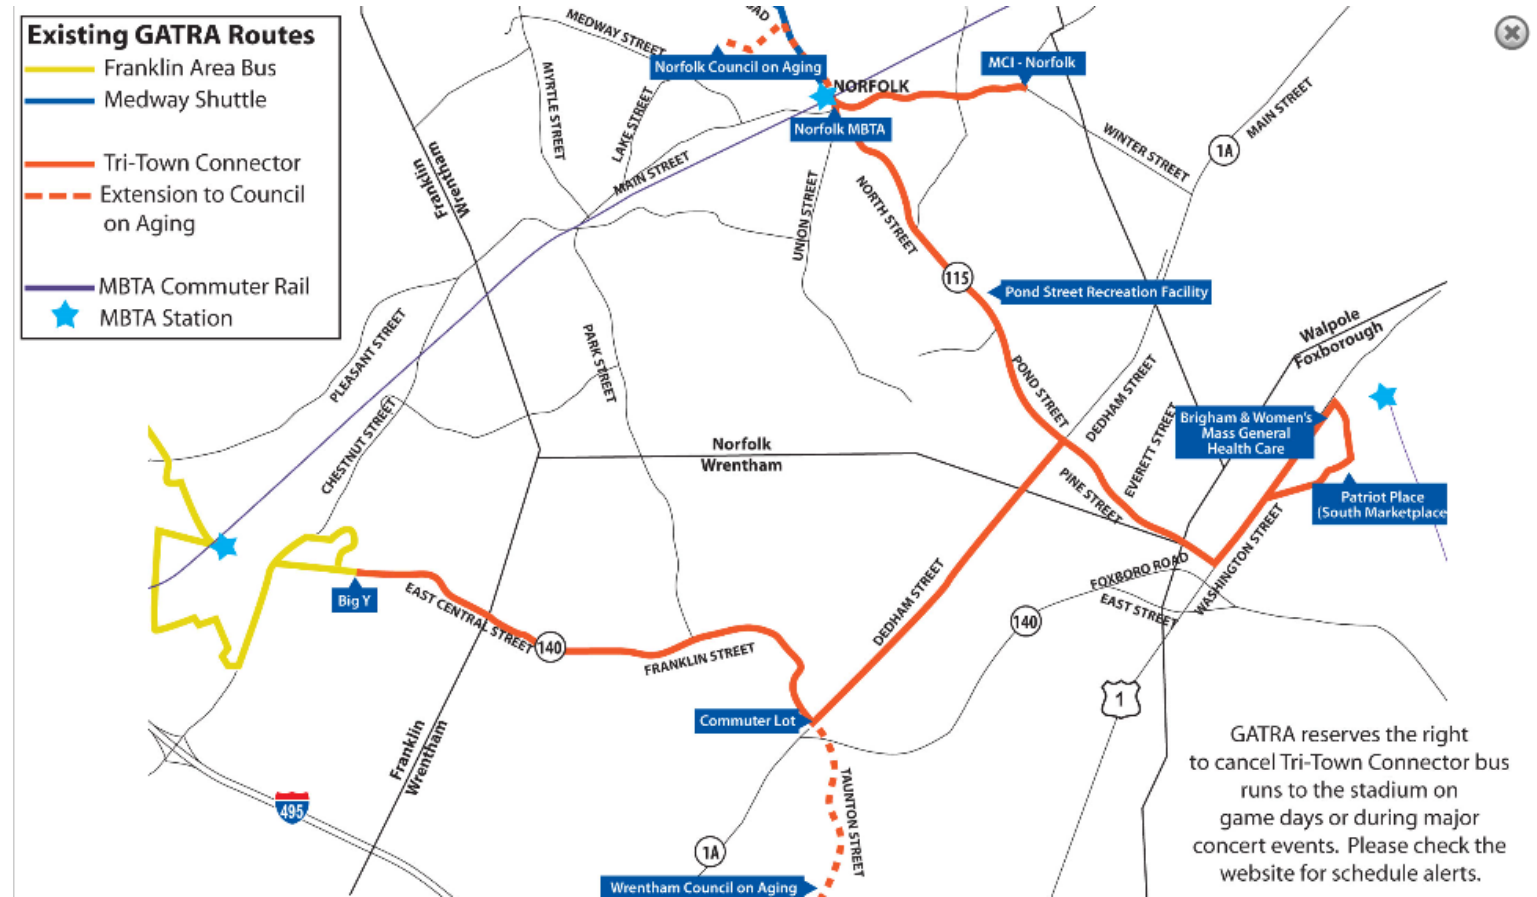 Existing GATRA Routes
Franklin Area Bus
Medway Shuttle
Tri-Town Connector
Extension to Council
on Aging
MBTA Commuter Rail
MBTA Station
MEDWAY STREET
Norfolk Council on Aging
MCI - Norfolk
NORFOLK
Norfolk MBTA
MYRTLE STREET
LAKE STREET
MAIN STREET
Franklin
Wrentham
WINTER STREET
1A
MAIN STREET
UNION STREET
NORTH STREET
115
Pond Street Recreation Facility
PLEASANT STREET
PARK STREET
CHESTNUT STREET
POND STREET
DEDHAM STREET
EVERETT STREET
PINE STREET
Walpole
Foxborough
Brigham & Women's
Mass General
Health Care
Patriot Place
(South Marketplace
Norfolk
Wrentham
WASHINGTON STREET
FOXBORO ROAD
EAST STREET
140
Big Y
EAST CENTRAL STREET
140
FRANKLIN STREET
DEDHAM STREET
Commuter Lot
1
Franklin
Wrentham
495
TAUNTON STREET
1A
Wrentham Council on Aging
GATRA reserves the right
to cancel Tri-Town Connector bus
runs to the stadium on
game days or during major
concert events. Please check the
website for schedule alerts.